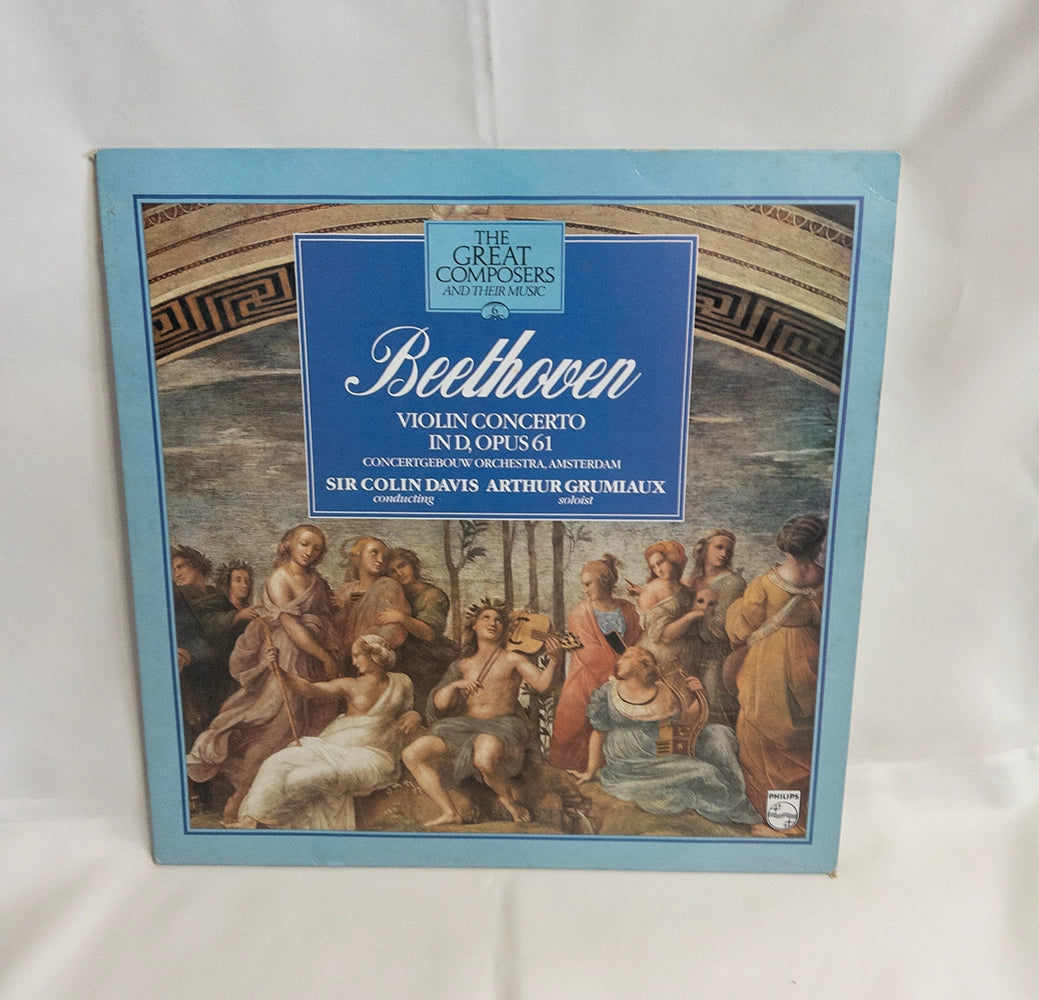 THE
GREAT
COMPOSERS
AND THEIR MUSIC
6
Beethoven
VIOLIN CONCERTO
IN D, OPUS 61
CONCERTGEBOUW ORCHESTRA, AMSTERDAM
SIR COLIN DAVIS ARTHUR GRUMIAUX
conducting soloist
PHILIPS